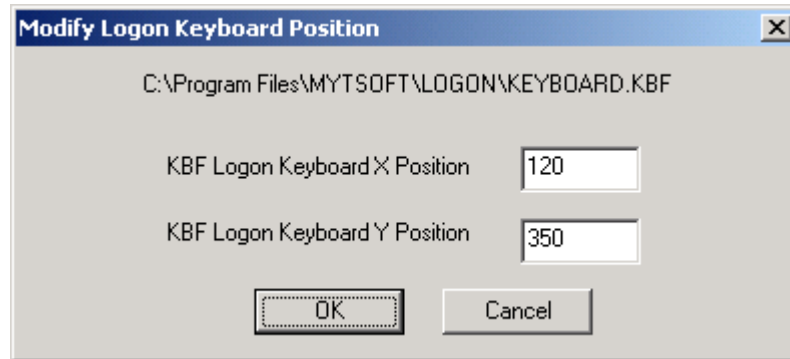 Modify Logon Keyboard Position
C:\Program Files\MYTSOFT\LOGON\KEYBOARD.KBF
KBF Logon Keyboard X Position 120
KBF Logon Keyboard Y Position 350
OK Cancel